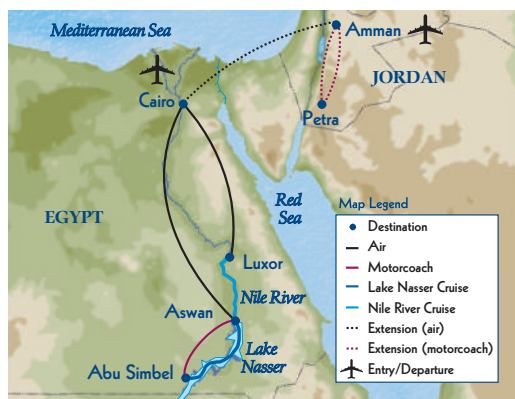 Mediterranean Sea
Amman
JORDAN
Cairo
Petra
Red
Sea
EGYPT
Luxor
Nile River
Aswan
Lake
Nasser
Abu Simbel
Map Legend
Destination
Air
Motorcoach
Lake Nasser Cruise
Nile River Cruise
Extension (air)
Extension (motorcoach)
Entry/Departure